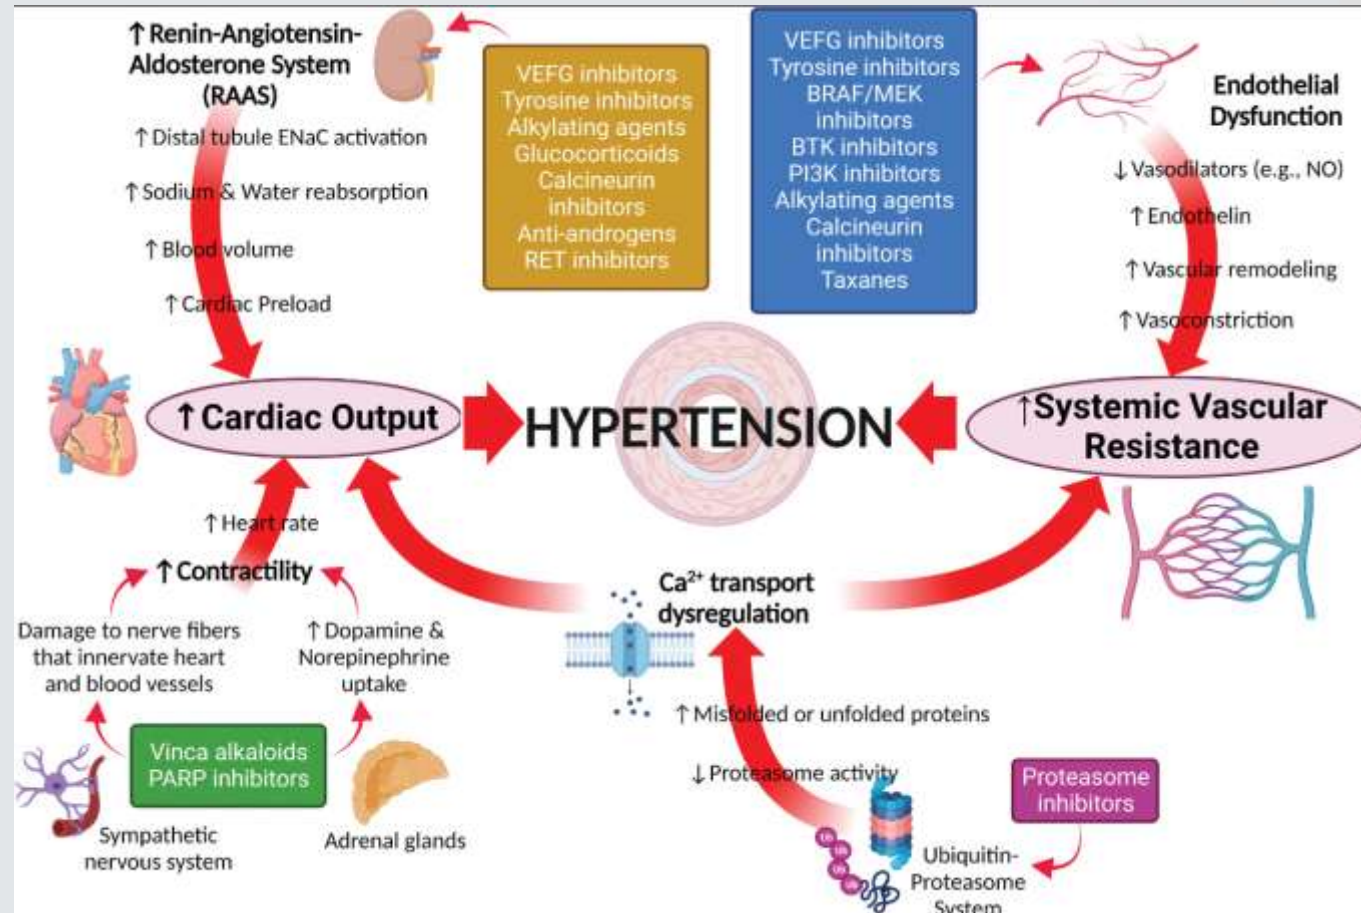 ↑ Renin-Angiotensin-
Aldosterone System
(RAAS)
↑ Distal tubule ENaC activation
↑ Sodium & Water reabsorption
↑ Blood volume
↑ Cardiac Preload
VEFG inhibitors
Tyrosine inhibitors
Alkylating agents
Glucocorticoids
Calcineurin
inhibitors
Anti-androgens
RET inhibitors
VEFG inhibitors
Tyrosine inhibitors
BRAF/MEK
inhibitors
BTK inhibitors
PI3K inhibitors
Alkylating agents
Calcineurin
inhibitors
Taxanes
Endothelial
Dysfunction
↓ Vasodilators (e.g., NO)
↑ Endothelin
↑ Vascular remodeling
↑ Vasoconstriction
↑ Cardiac Output
HYPERTENSION
↑Systemic Vascular
Resistance
↑ Heart rate
↑ Contractility
Damage to nerve fibers
that innervate heart
and blood vessels
↑ Dopamine &
Norepinephrine
uptake
Vinca alkaloids
PARP inhibitors
Sympathetic
nervous system
Adrenal glands
Ca²⁺ transport
dysregulation
↑ Misfolded or unfolded proteins
↓ Proteasome activity
Proteasome
inhibitors
Ub
Ub
Ub
Ub
Ubiquitin-
Proteasome
System